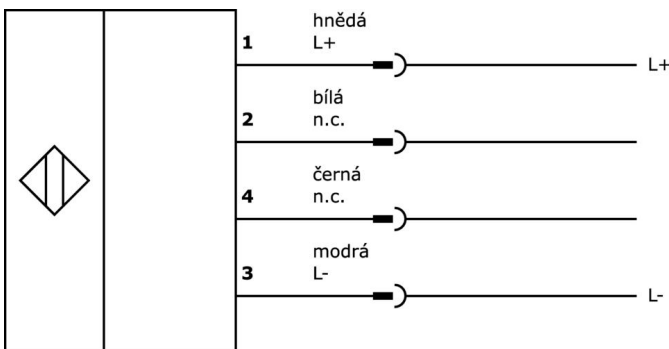 hnědá
1 L+
L+
bílá
2 n.c.
černá
4 n.c.
modrá
3 L-
L-